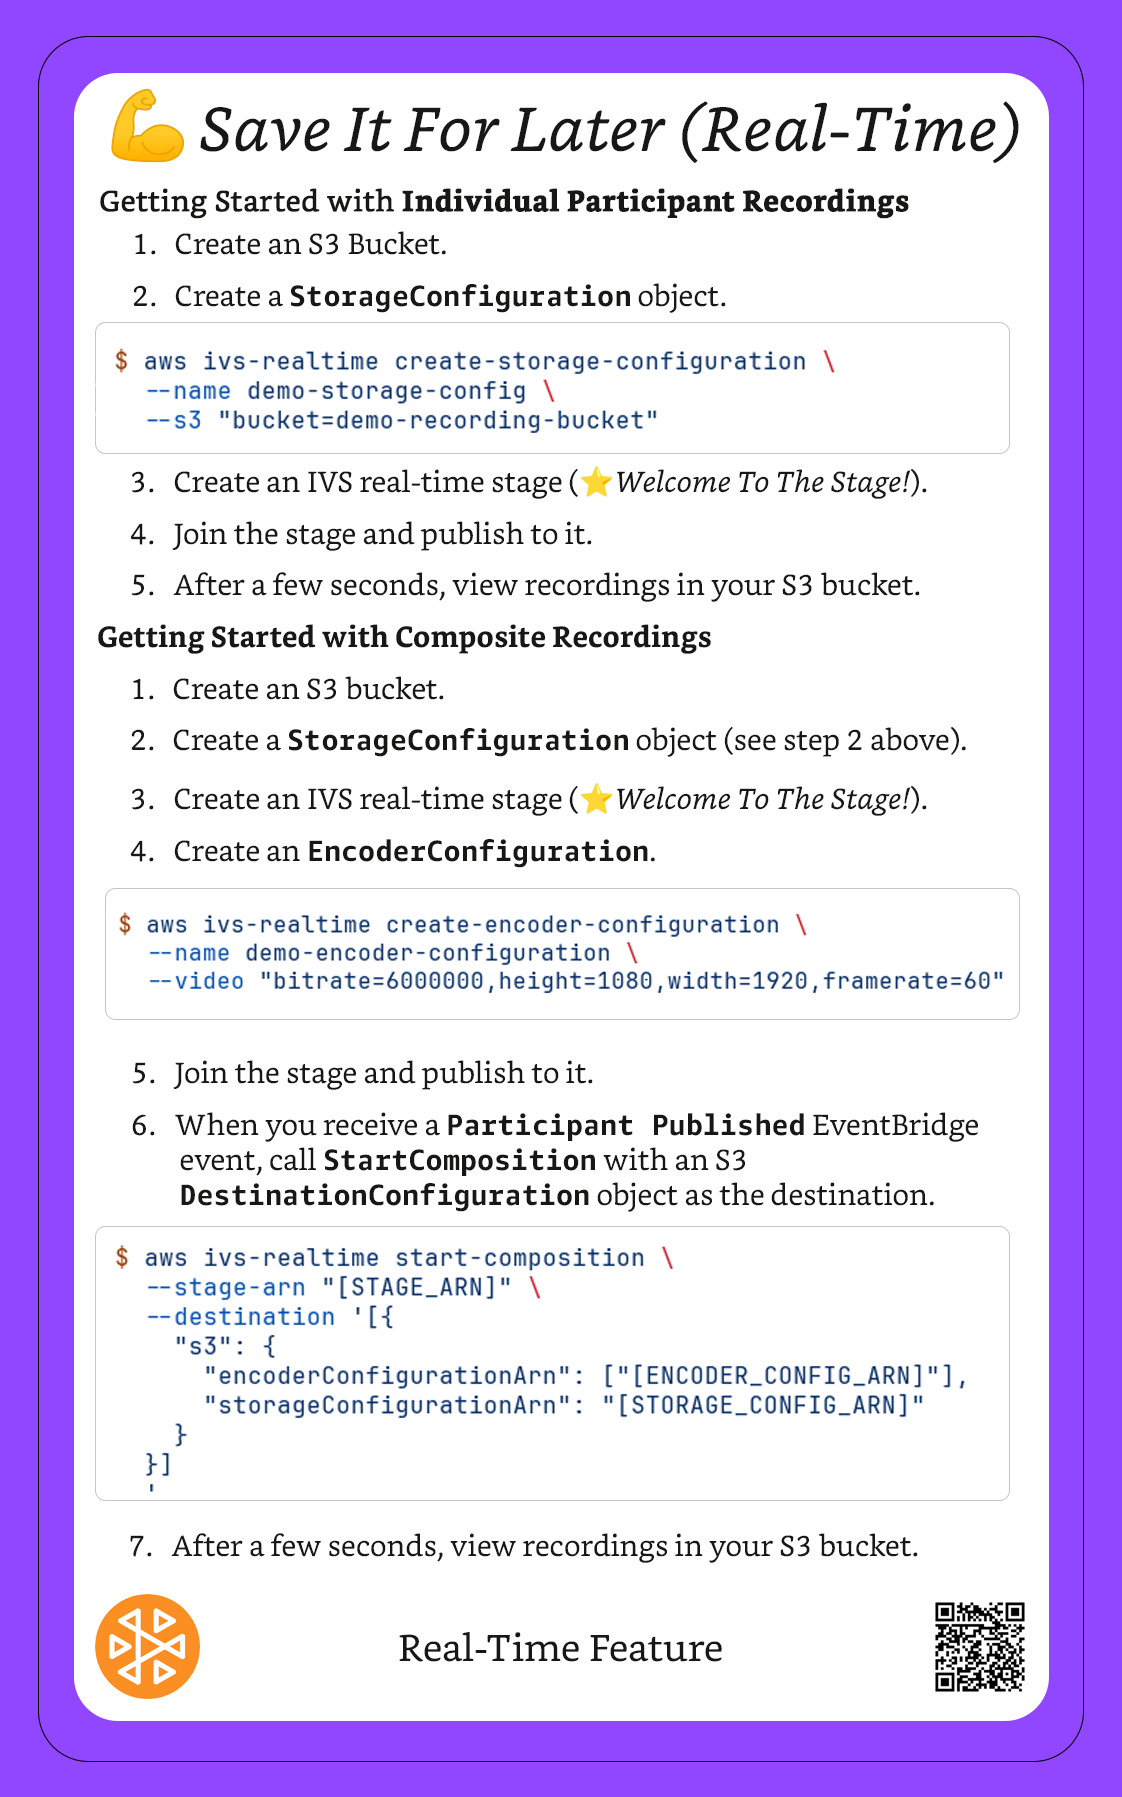 💪 Save It For Later (Real-Time)
Getting Started with Individual Participant Recordings
1. Create an S3 Bucket.
2. Create a StorageConfiguration object.
$ aws ivs-realtime create-storage-configuration \
--name demo-storage-config \
--s3 "bucket=demo-recording-bucket"
3. Create an IVS real-time stage (⭐Welcome To The Stage!).
4. Join the stage and publish to it.
5. After a few seconds, view recordings in your S3 bucket.
Getting Started with Composite Recordings
1. Create an S3 bucket.
2. Create a StorageConfiguration object (see step 2 above).
3. Create an IVS real-time stage (⭐Welcome To The Stage!).
4. Create an EncoderConfiguration.
$ aws ivs-realtime create-encoder-configuration \
--name demo-encoder-configuration \
--video "bitrate=6000000,height=1080,width=1920,framerate=60"
5. Join the stage and publish to it.
6. When you receive a Participant Published EventBridge
event, call StartComposition with an S3
DestinationConfiguration object as the destination.
$ aws ivs-realtime start-composition \
--stage-arn "[STAGE_ARN]" \
--destination '[{
"s3": {
"encoderConfigurationArn": ["[ENCODER_CONFIG_ARN]"],
"storageConfigurationArn": "[STORAGE_CONFIG_ARN]"
}
}]
'
7. After a few seconds, view recordings in your S3 bucket.
Real-Time Feature